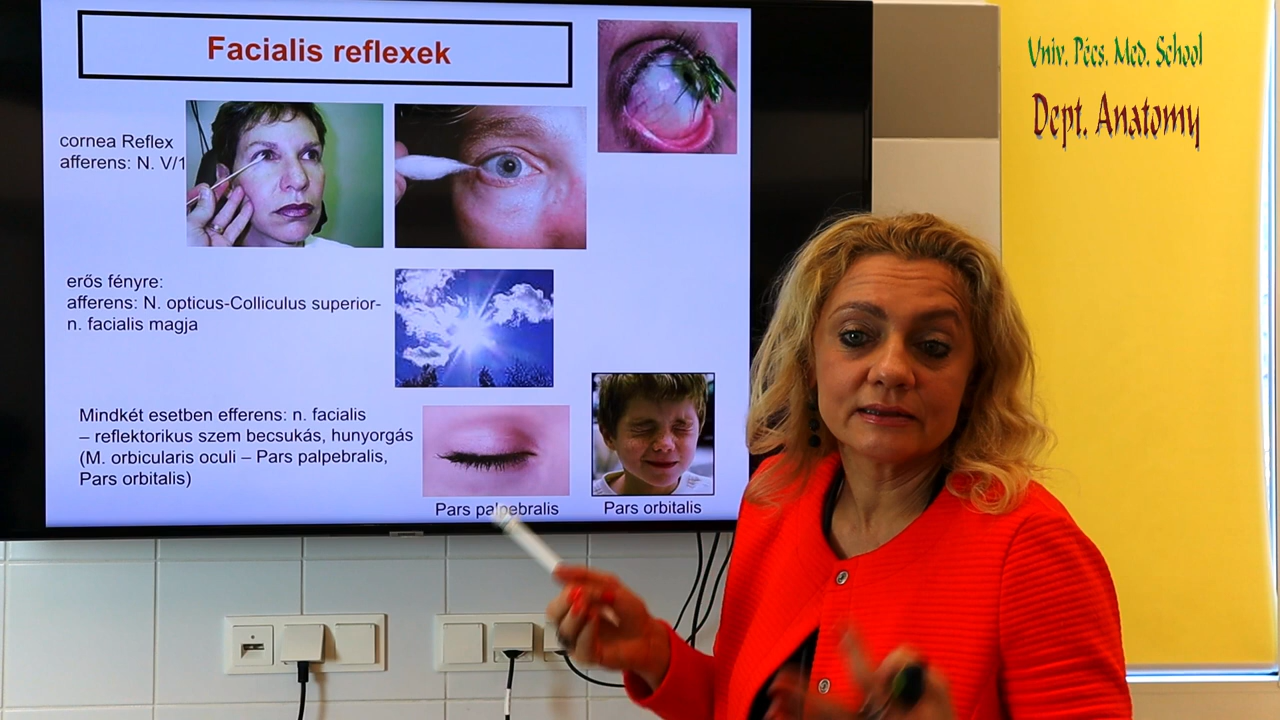 Facialis reflexek
cornea Reflex
afferens: N. V/1
erős fényre:
afferens: N. opticus-Colliculus superior-
n. facialis magja
Mindkét esetben efferens: n. facialis
– reflektorikus szem becsukás, hunyorgás
(M. orbicularis oculi – Pars palpebralis,
Pars orbitalis)
Pars palpebralis
Pars orbitalis
Univ. Pécs. Med. School
Dept. Anatomy